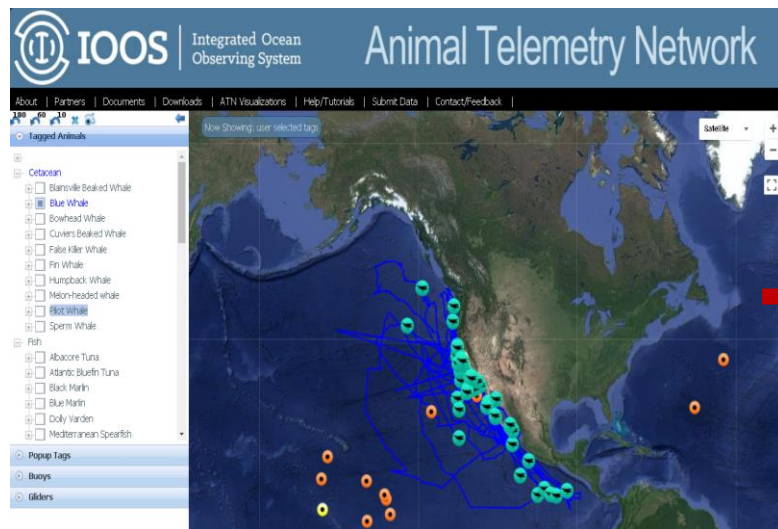 IOOS
Integrated Ocean
Observing System
Animal Telemetry Network
About | Partners | Documents | Downloads | ATN Visualizations | Help/Tutorials | Submit Data | Contact/Feedback |
180 60 10
Tagged Animals
Now Showing: user selected tags
Satellite
Cetacean
Blainsville Beaked Whale
Blue Whale
Bowhead Whale
Cuviers Beaked Whale
False Killer Whale
Fin Whale
Humpback Whale
Melon-headed whale
Pilot Whale
Sperm Whale
Fish
Albacore Tuna
Atlantic Bluefin Tuna
Black Marlin
Blue Marlin
Dolly Varden
Mediterranean Spearfish
Popup Tags
Buoys
Gliders